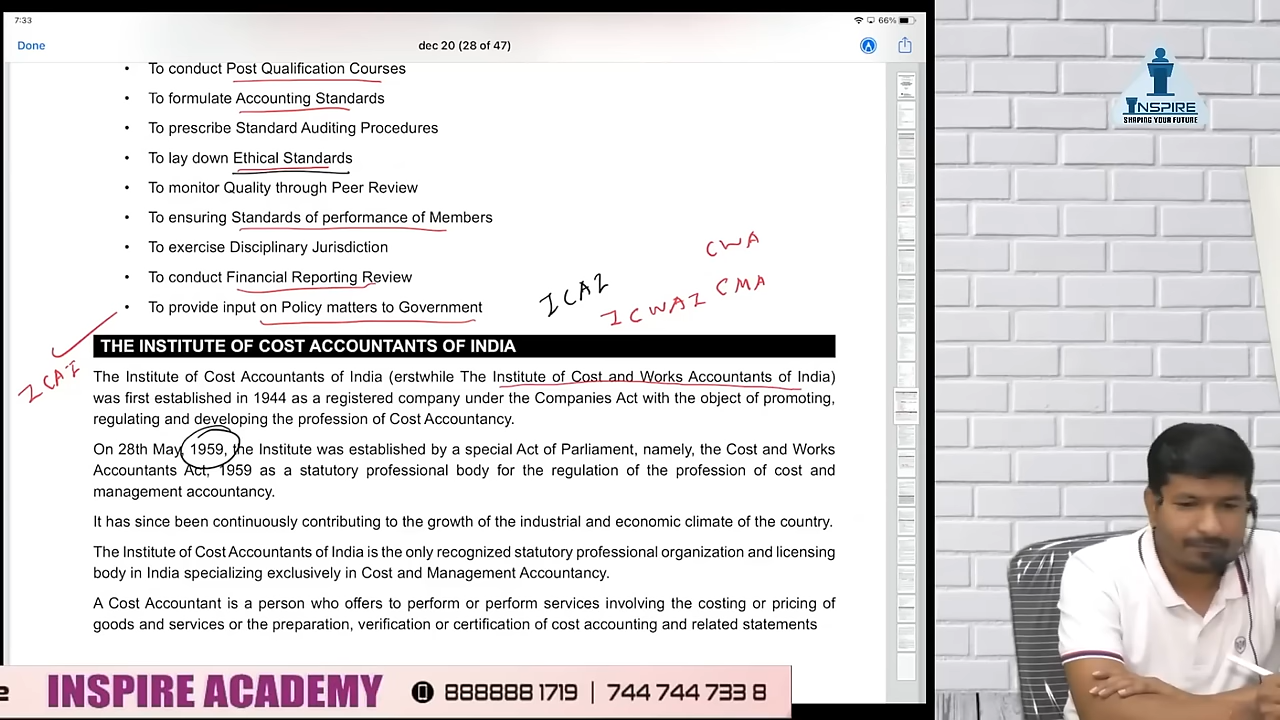 7:33
66%
Done
dec 20 (28 of 47)
• To conduct Post Qualification Courses
• To formulate Accounting Standards
• To prescribe Standard Auditing Procedures
• To lay down Ethical Standards
• To monitor Quality through Peer Review
• To ensuring Standards of performance of Members
• To exercise Disciplinary Jurisdiction
• To conduct Financial Reporting Review
• To provide input on Policy matters to Government
CWA
ICAI
ICWAI CMA
ICAI
THE INSTITUTE OF COST ACCOUNTANTS OF INDIA
The Institute of Cost Accountants of India (erstwhile the Institute of Cost and Works Accountants of India)
was first established in 1944 as a registered company under the Companies Act with the object of promoting,
regulating and developing the profession of Cost Accountancy.
On 28th May, 1959, the Institute was established by a special Act of Parliament, namely, the Cost and Works
Accountants Act, 1959 as a statutory professional body for the regulation of the profession of cost and
management accountancy.
It has since been continuously contributing to the growth of the industrial and economic climate of the country.
The Institute of Cost Accountants of India is the only recognized statutory professional organization and licensing
body in India specializing exclusively in Cost and Management Accountancy.
A Cost Accountant is a person who offers to perform or perform services involving the costing or pricing of
goods and services or the preparation, verification or certification of cost accounting and related statements
INSPIRE
SHAPING YOUR FUTURE
INSPIRE ACADEMY 888888 1719 | 744 744 733 8